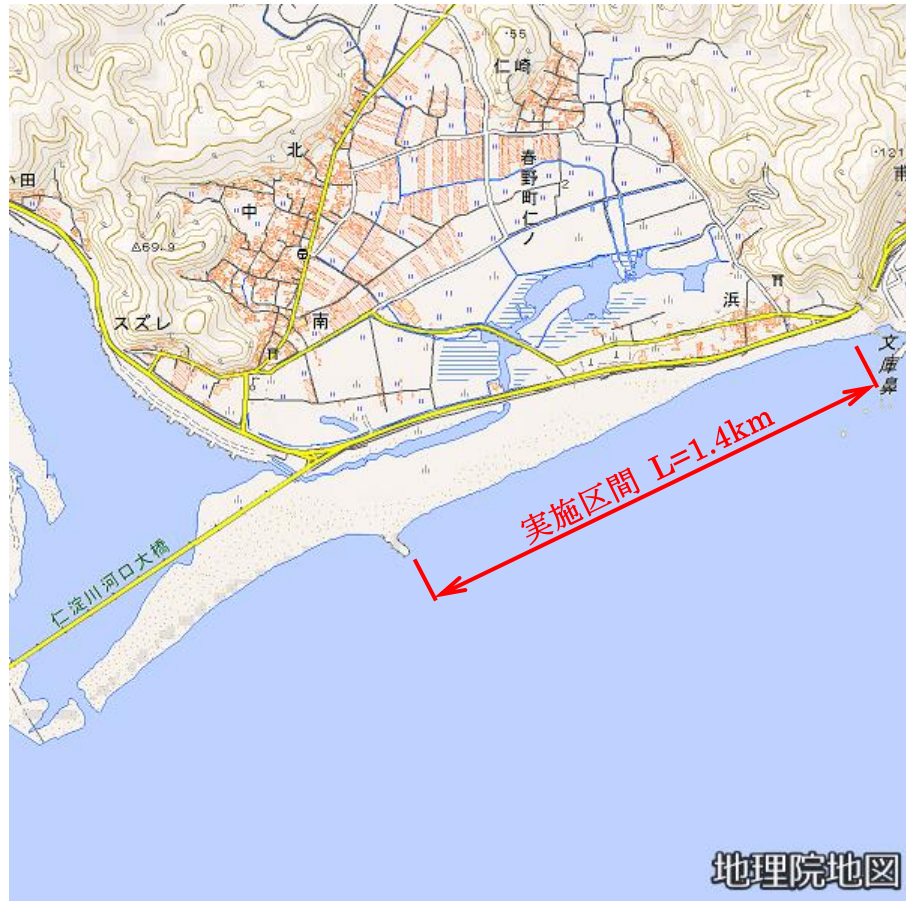 ・55
仁崎
・121
北
田
春野町仁ノ
2
中
△69.9
浜
スズレ
南
文庫鼻
実施区間 L=1.4km
仁淀川河口大橋
地理院地図